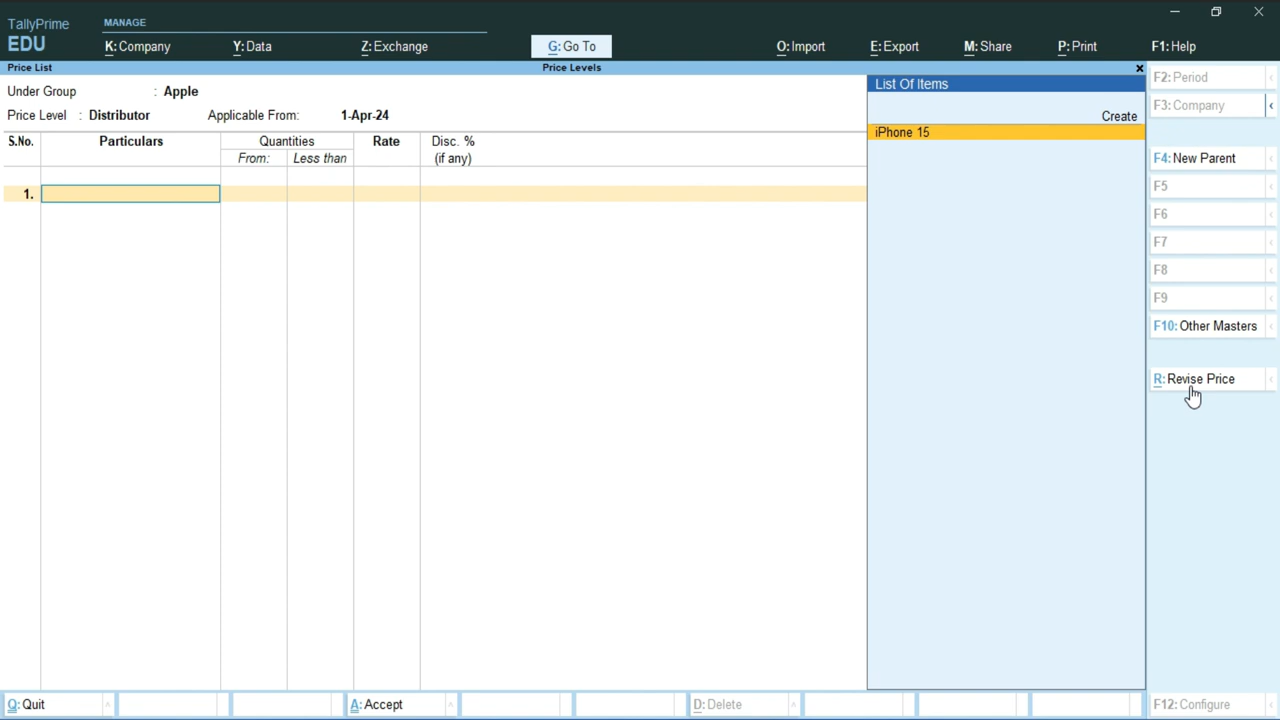 TallyPrime
EDU
MANAGE
K:Company Y:Data Z:Exchange G:Go To O:Import E:Export M:Share P:Print F1:Help
Price List Price Levels
Under Group : Apple
Price Level : Distributor Applicable From: 1-Apr-24
S.No. Particulars Quantities Rate Disc. %
From: Less than (if any)
1.
List Of Items
Create
iPhone 15
F2: Period
F3: Company
F4: New Parent
F5
F6
F7
F8
F9
F10: Other Masters
R: Revise Price
Q: Quit A: Accept D: Delete F12: Configure